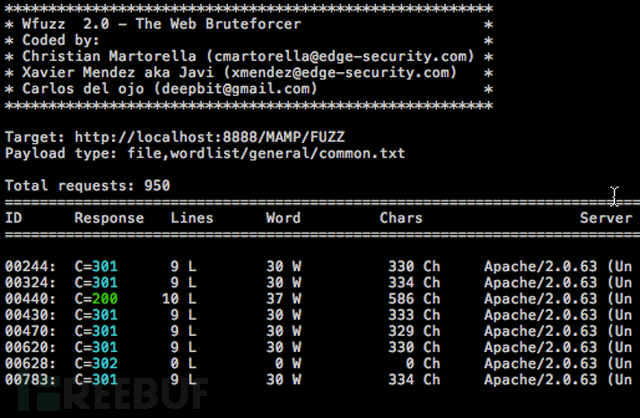 ********************************************************
* Wfuzz  2.0 - The Web Bruteforcer                     *
* Coded by:                                            *
* Christian Martorella (cmartorella@edge-security.com) *
* Xavier Mendez aka Javi (xmendez@edge-security.com)   *
* Carlos del ojo (deepbit@gmail.com)                   *
********************************************************
Target: http://localhost:8888/MAMP/FUZZ
Payload type: file,wordlist/general/common.txt
Total requests: 950
==========================================================================
ID      Response   Lines      Word         Chars                  Server
==========================================================================
00244:  C=301      9 L        30 W          330 Ch     Apache/2.0.63 (Un
00324:  C=301      9 L        30 W          334 Ch     Apache/2.0.63 (Un
00440:  C=200     10 L        37 W          586 Ch     Apache/2.0.63 (Un
00430:  C=301      9 L        30 W          333 Ch     Apache/2.0.63 (Un
00470:  C=301      9 L        30 W          329 Ch     Apache/2.0.63 (Un
00620:  C=301      9 L        30 W          330 Ch     Apache/2.0.63 (Un
00628:  C=302      0 L         0 W            0 Ch     Apache/2.0.63 (Un
00783:  C=301      9 L        30 W          334 Ch     Apache/2.0.63 (Un
FREEBUF